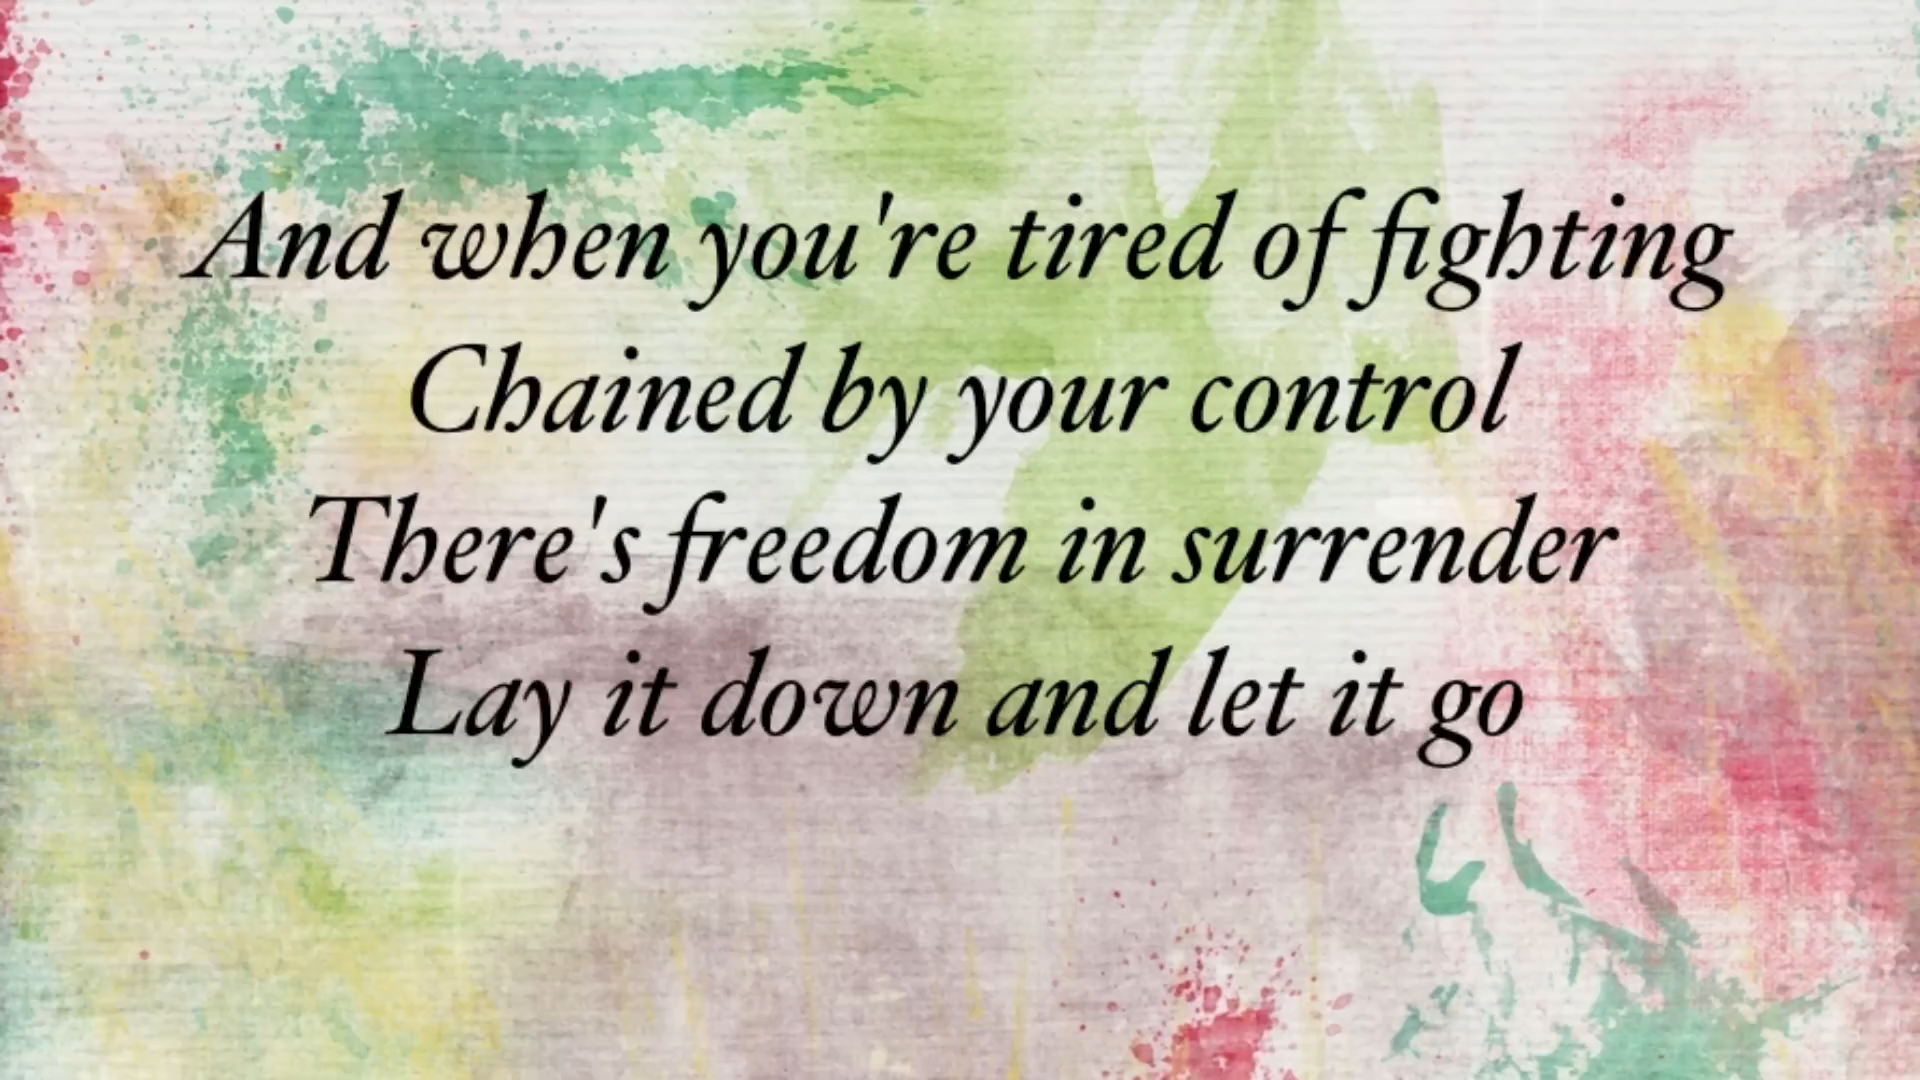 And when you're tired of fighting
Chained by your control
There's freedom in surrender
Lay it down and let it go